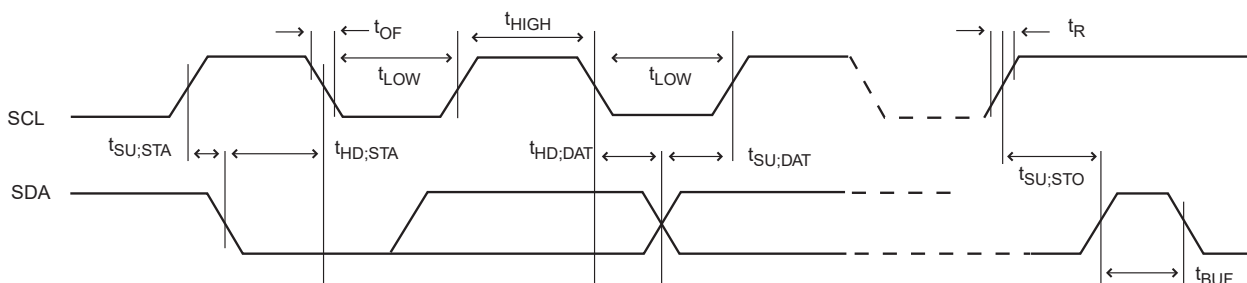 tOF
tHIGH
tR
tLOW
tLOW
SCL
tSU;STA
tHD;STA
tHD;DAT
tSU;DAT
tSU;STO
SDA
tBUF